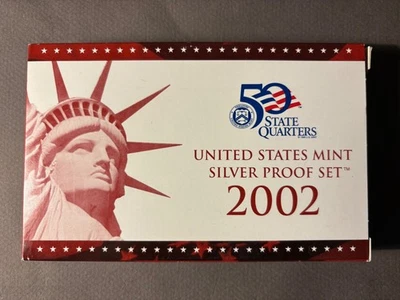 50
STATE
QUARTERS
UNITED STATES MINT
SILVER PROOF SET™
2002